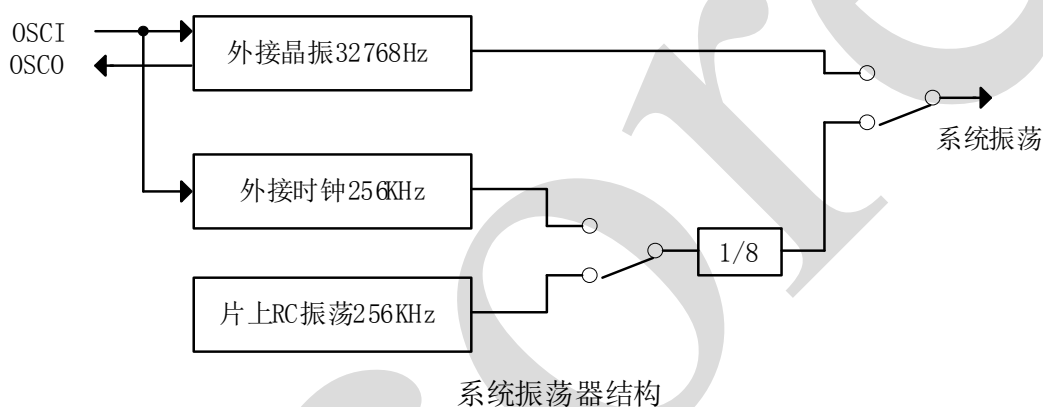 OSCI
OSCO
外接晶振32768Hz
系统振荡
外接时钟256KHz
1/8
片上RC振荡256KHz
系统振荡器结构